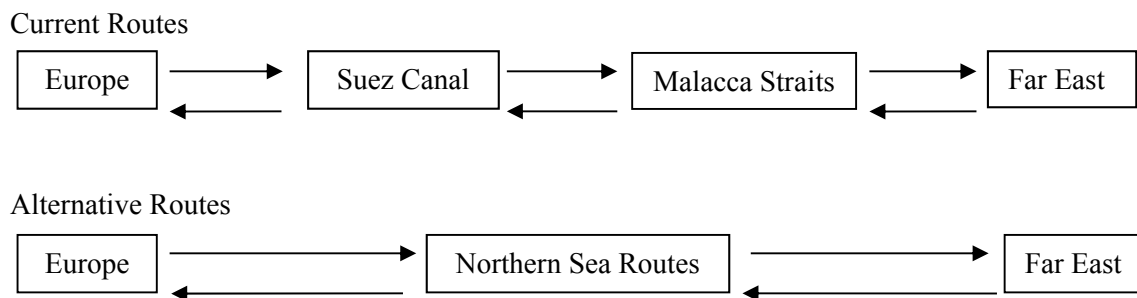 Current Routes
Europe Suez Canal Malacca Straits Far East
Alternative Routes
Europe Northern Sea Routes Far East